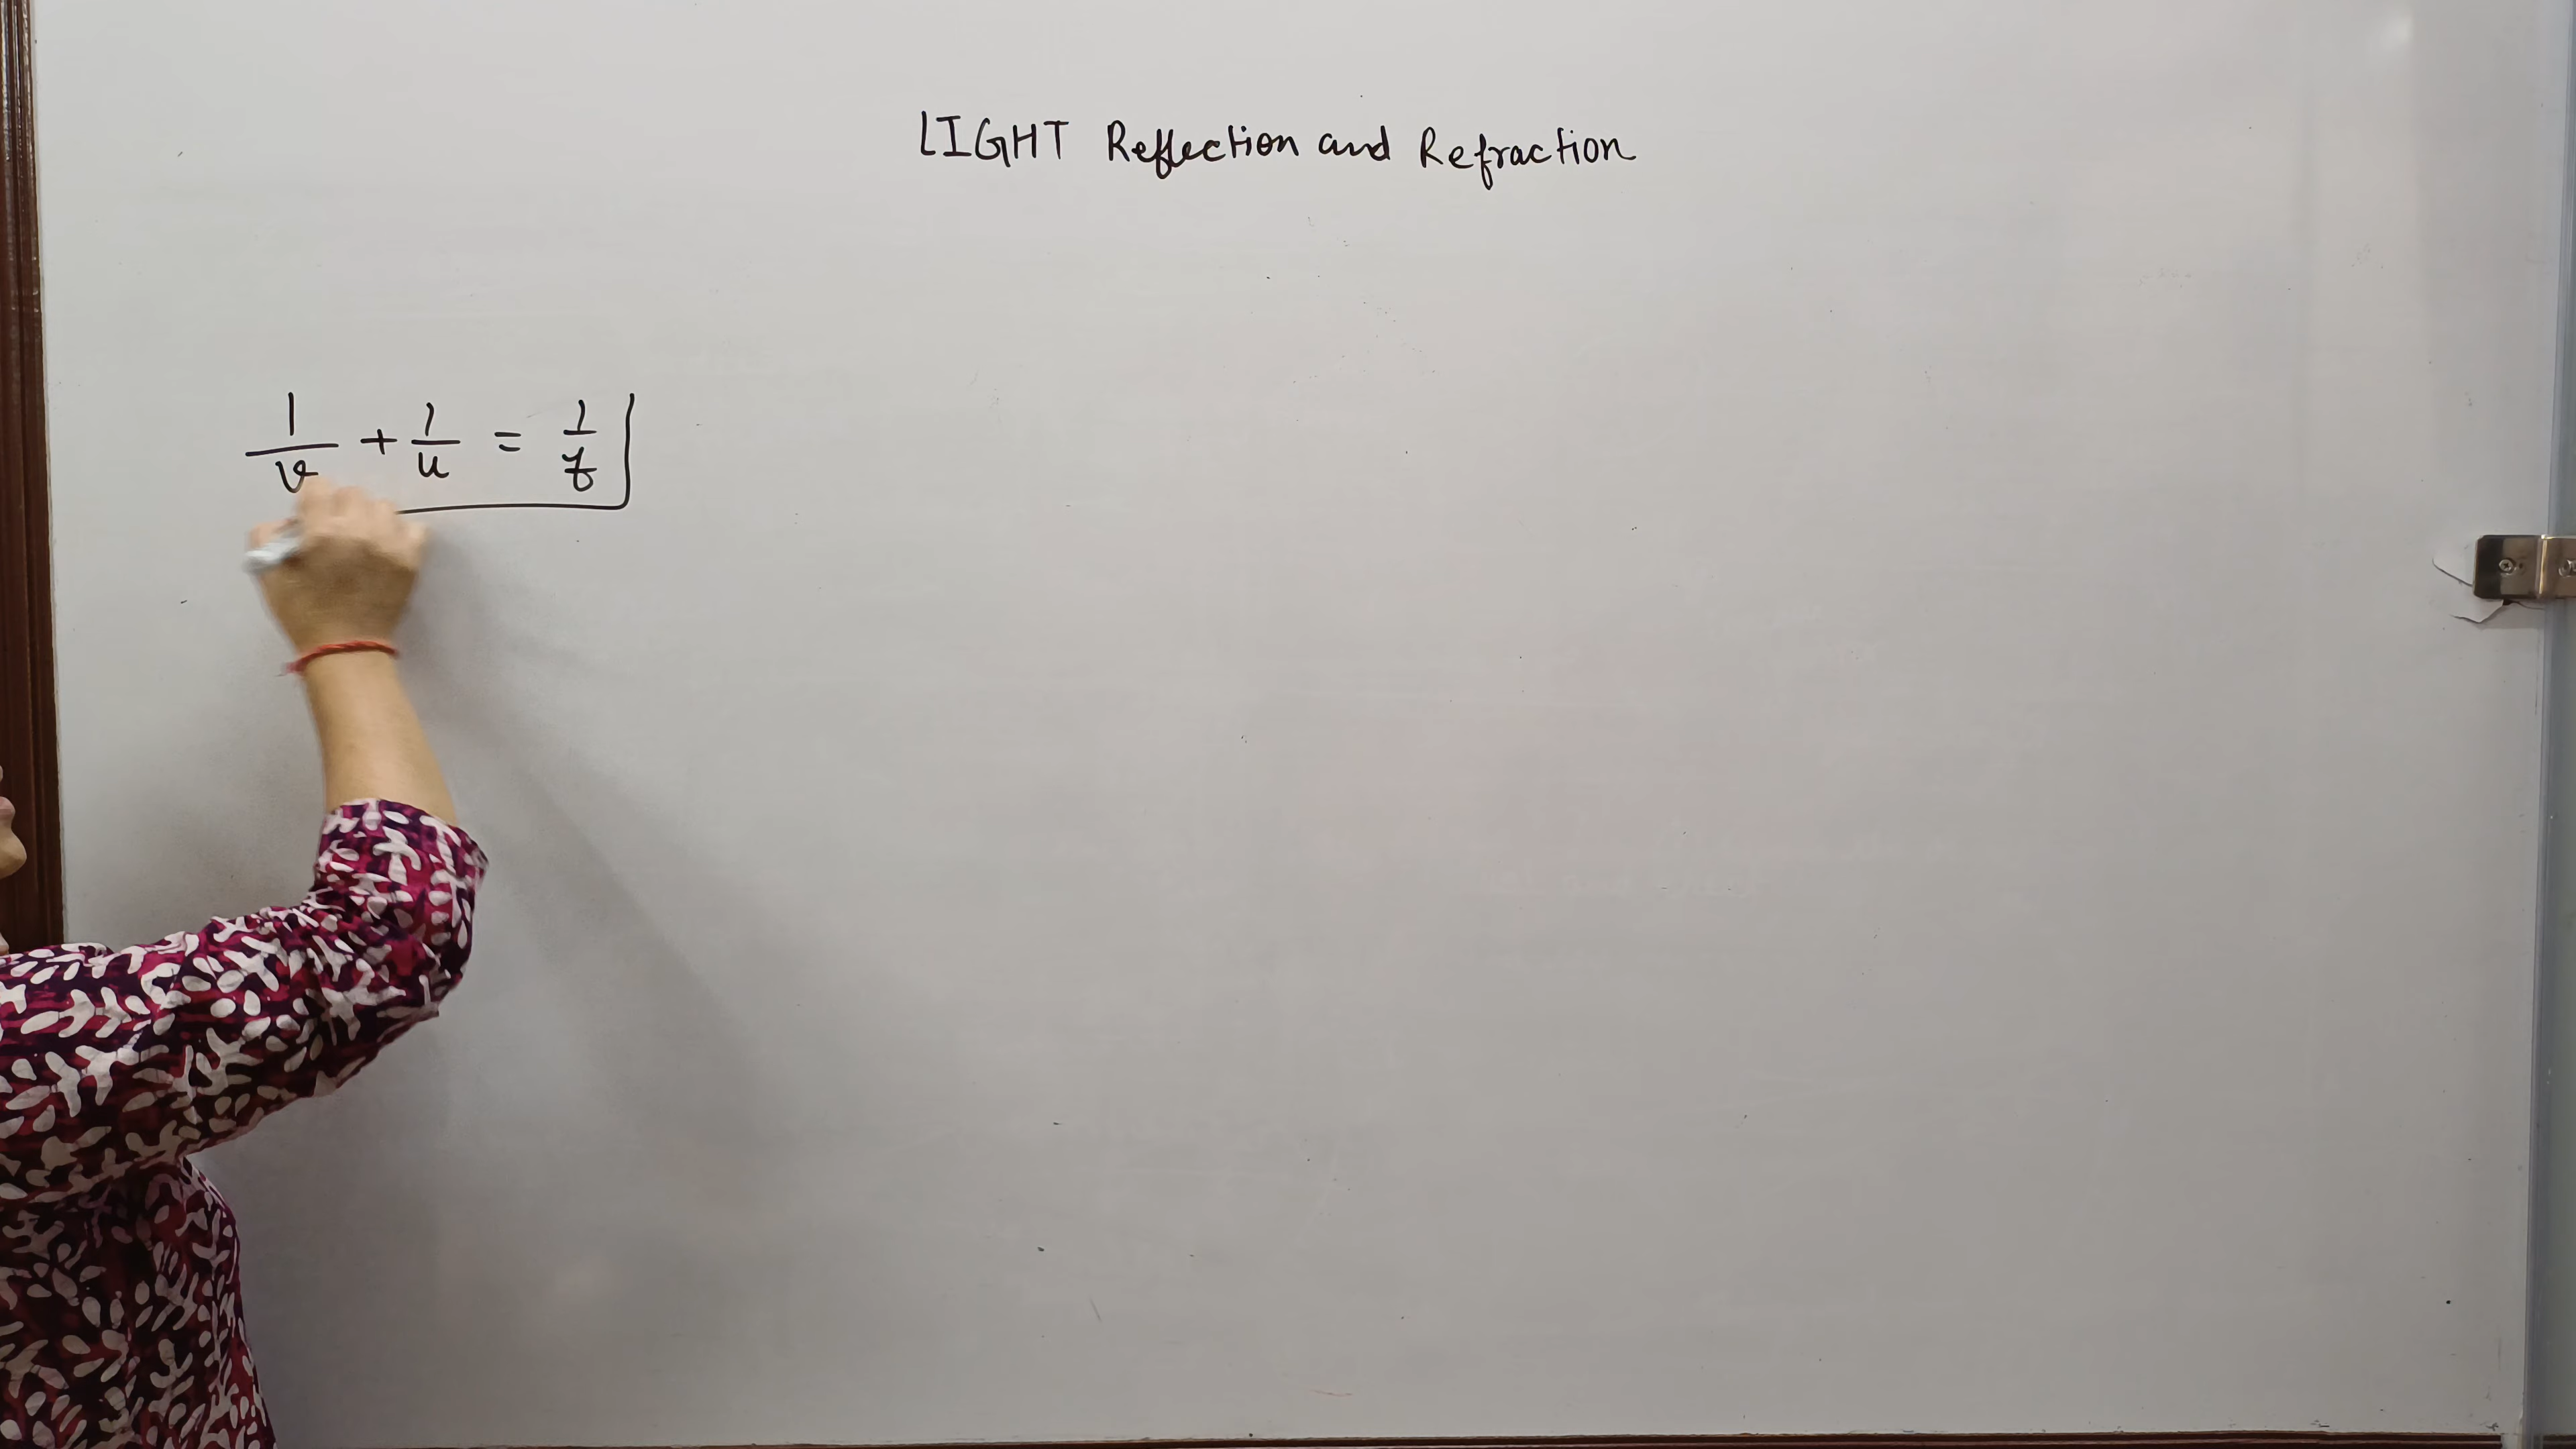 LIGHT Reflection and Refraction
1/v + 1/u = 1/f